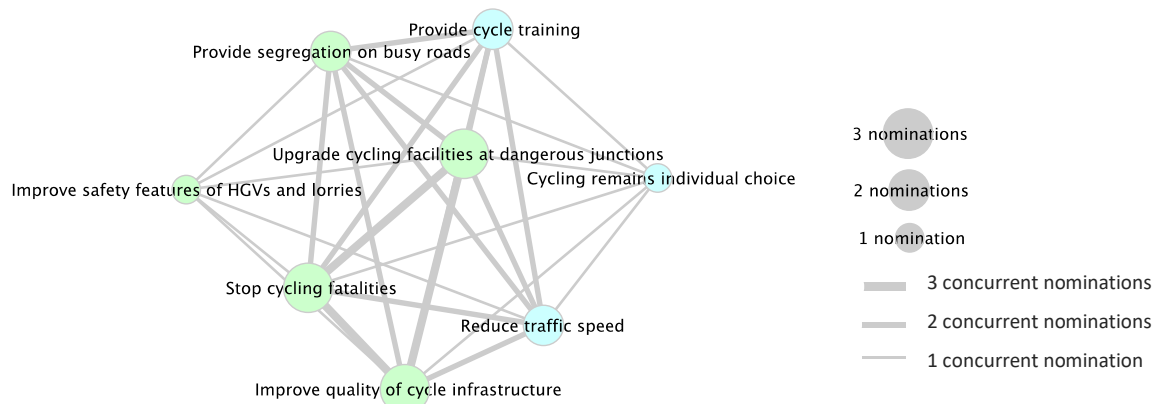 Provide cycle training
Provide segregation on busy roads
3 nominations
Upgrade cycling facilities at dangerous junctions
Cycling remains individual choice
Improve safety features of HGVs and lorries
2 nominations
1 nomination
Stop cycling fatalities
3 concurrent nominations
Reduce traffic speed
2 concurrent nominations
1 concurrent nomination
Improve quality of cycle infrastructure